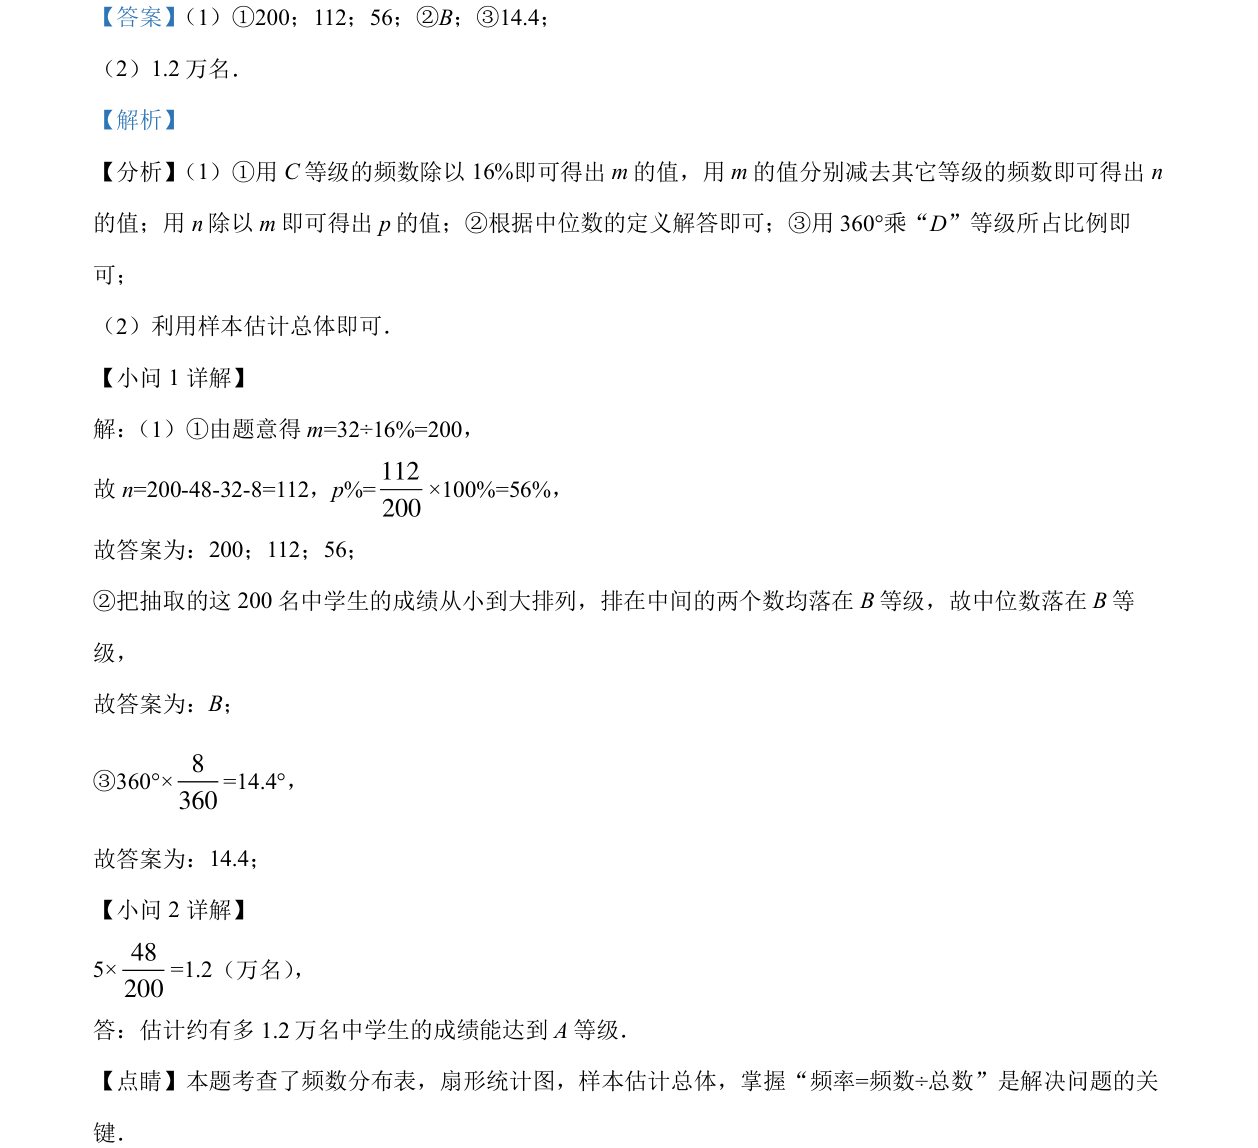 【答案】（1）①200；112；56；②B；③14.4；
（2）1.2 万名．
【解析】
【分析】（1）①用 C 等级的频数除以 16%即可得出 m 的值，用 m 的值分别减去其它等级的频数即可得出 n
的值；用 n 除以 m 即可得出 p 的值；②根据中位数的定义解答即可；③用 360°乘“D”等级所占比例即
可；
（2）利用样本估计总体即可．
【小问 1 详解】
解：（1）①由题意得 m=32÷16%=200，
故 n=200-48-32-8=112，p%=112/200×100%=56%，
故答案为：200；112；56；
②把抽取的这 200 名中学生的成绩从小到大排列，排在中间的两个数均落在 B 等级，故中位数落在 B 等
级，
故答案为：B；
③360°×8/360=14.4°，
故答案为：14.4；
【小问 2 详解】
5×48/200=1.2（万名），
答：估计约有多 1.2 万名中学生的成绩能达到 A 等级．
【点睛】本题考查了频数分布表，扇形统计图，样本估计总体，掌握“频率=频数÷总数”是解决问题的关
键．